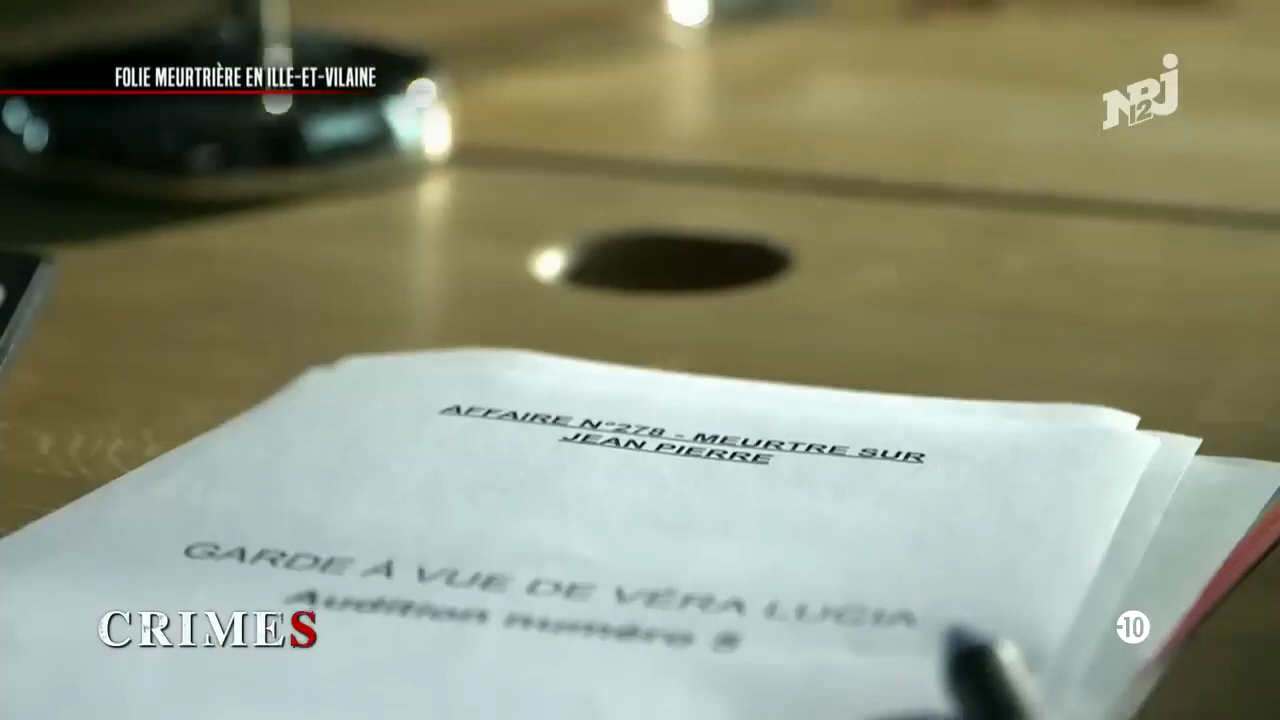 FOLIE MEURTRIÈRE EN ILLE-ET-VILAINE
NRJ12
AFFAIRE N°278 - MEURTRE SUR
JEAN PIERRE
GARDE À VUE DE VÉRA LUCIA
Audition numéro 5
CRIMES
-10